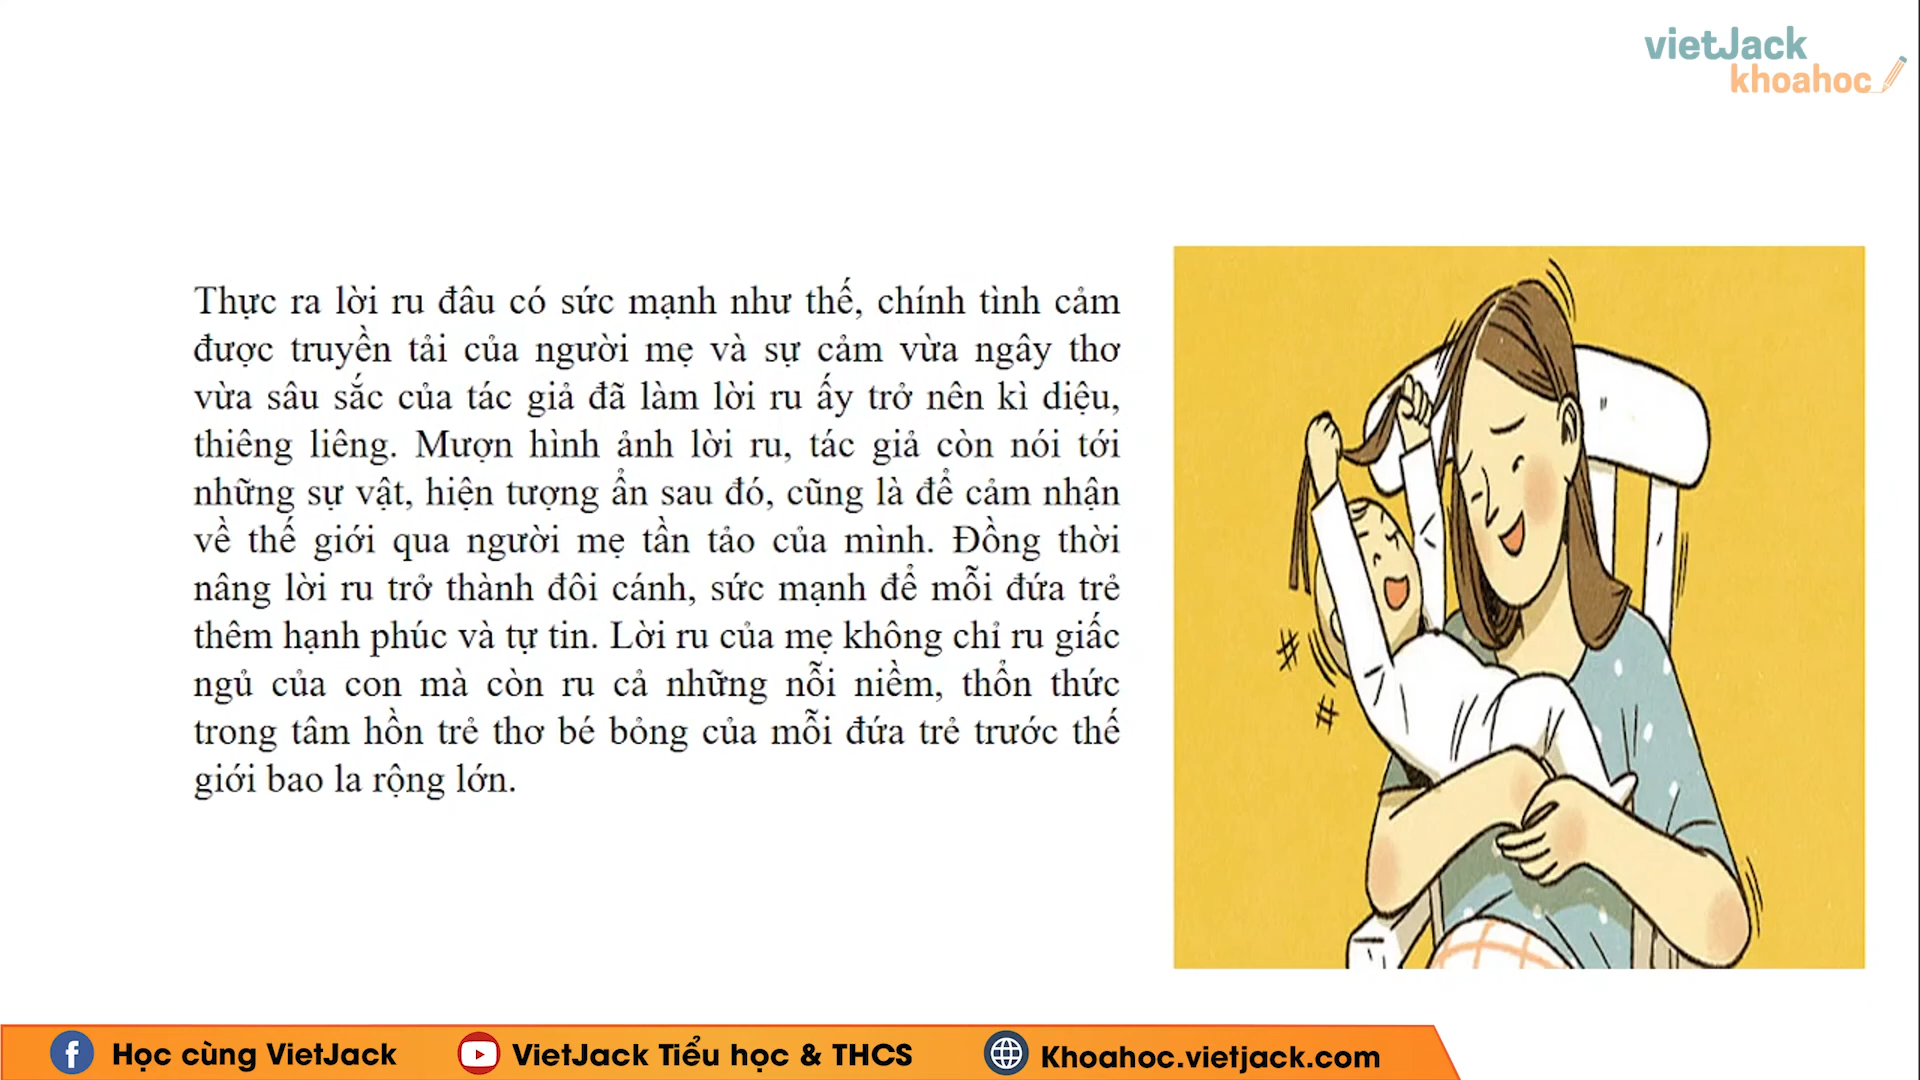 vietJack
khoahoc
Thực ra lời ru đâu có sức mạnh như thế, chính tình cảm
được truyền tải của người mẹ và sự cảm vừa ngây thơ
vừa sâu sắc của tác giả đã làm lời ru ấy trở nên kì diệu,
thiêng liêng. Mượn hình ảnh lời ru, tác giả còn nói tới
những sự vật, hiện tượng ẩn sau đó, cũng là để cảm nhận
về thế giới qua người mẹ tần tảo của mình. Đồng thời
nâng lời ru trở thành đôi cánh, sức mạnh để mỗi đứa trẻ
thêm hạnh phúc và tự tin. Lời ru của mẹ không chỉ ru giấc
ngủ của con mà còn ru cả những nỗi niềm, thổn thức
trong tâm hồn trẻ thơ bé bỏng của mỗi đứa trẻ trước thế
giới bao la rộng lớn.
Học cùng VietJack
VietJack Tiểu học & THCS
Khoahoc.vietjack.com